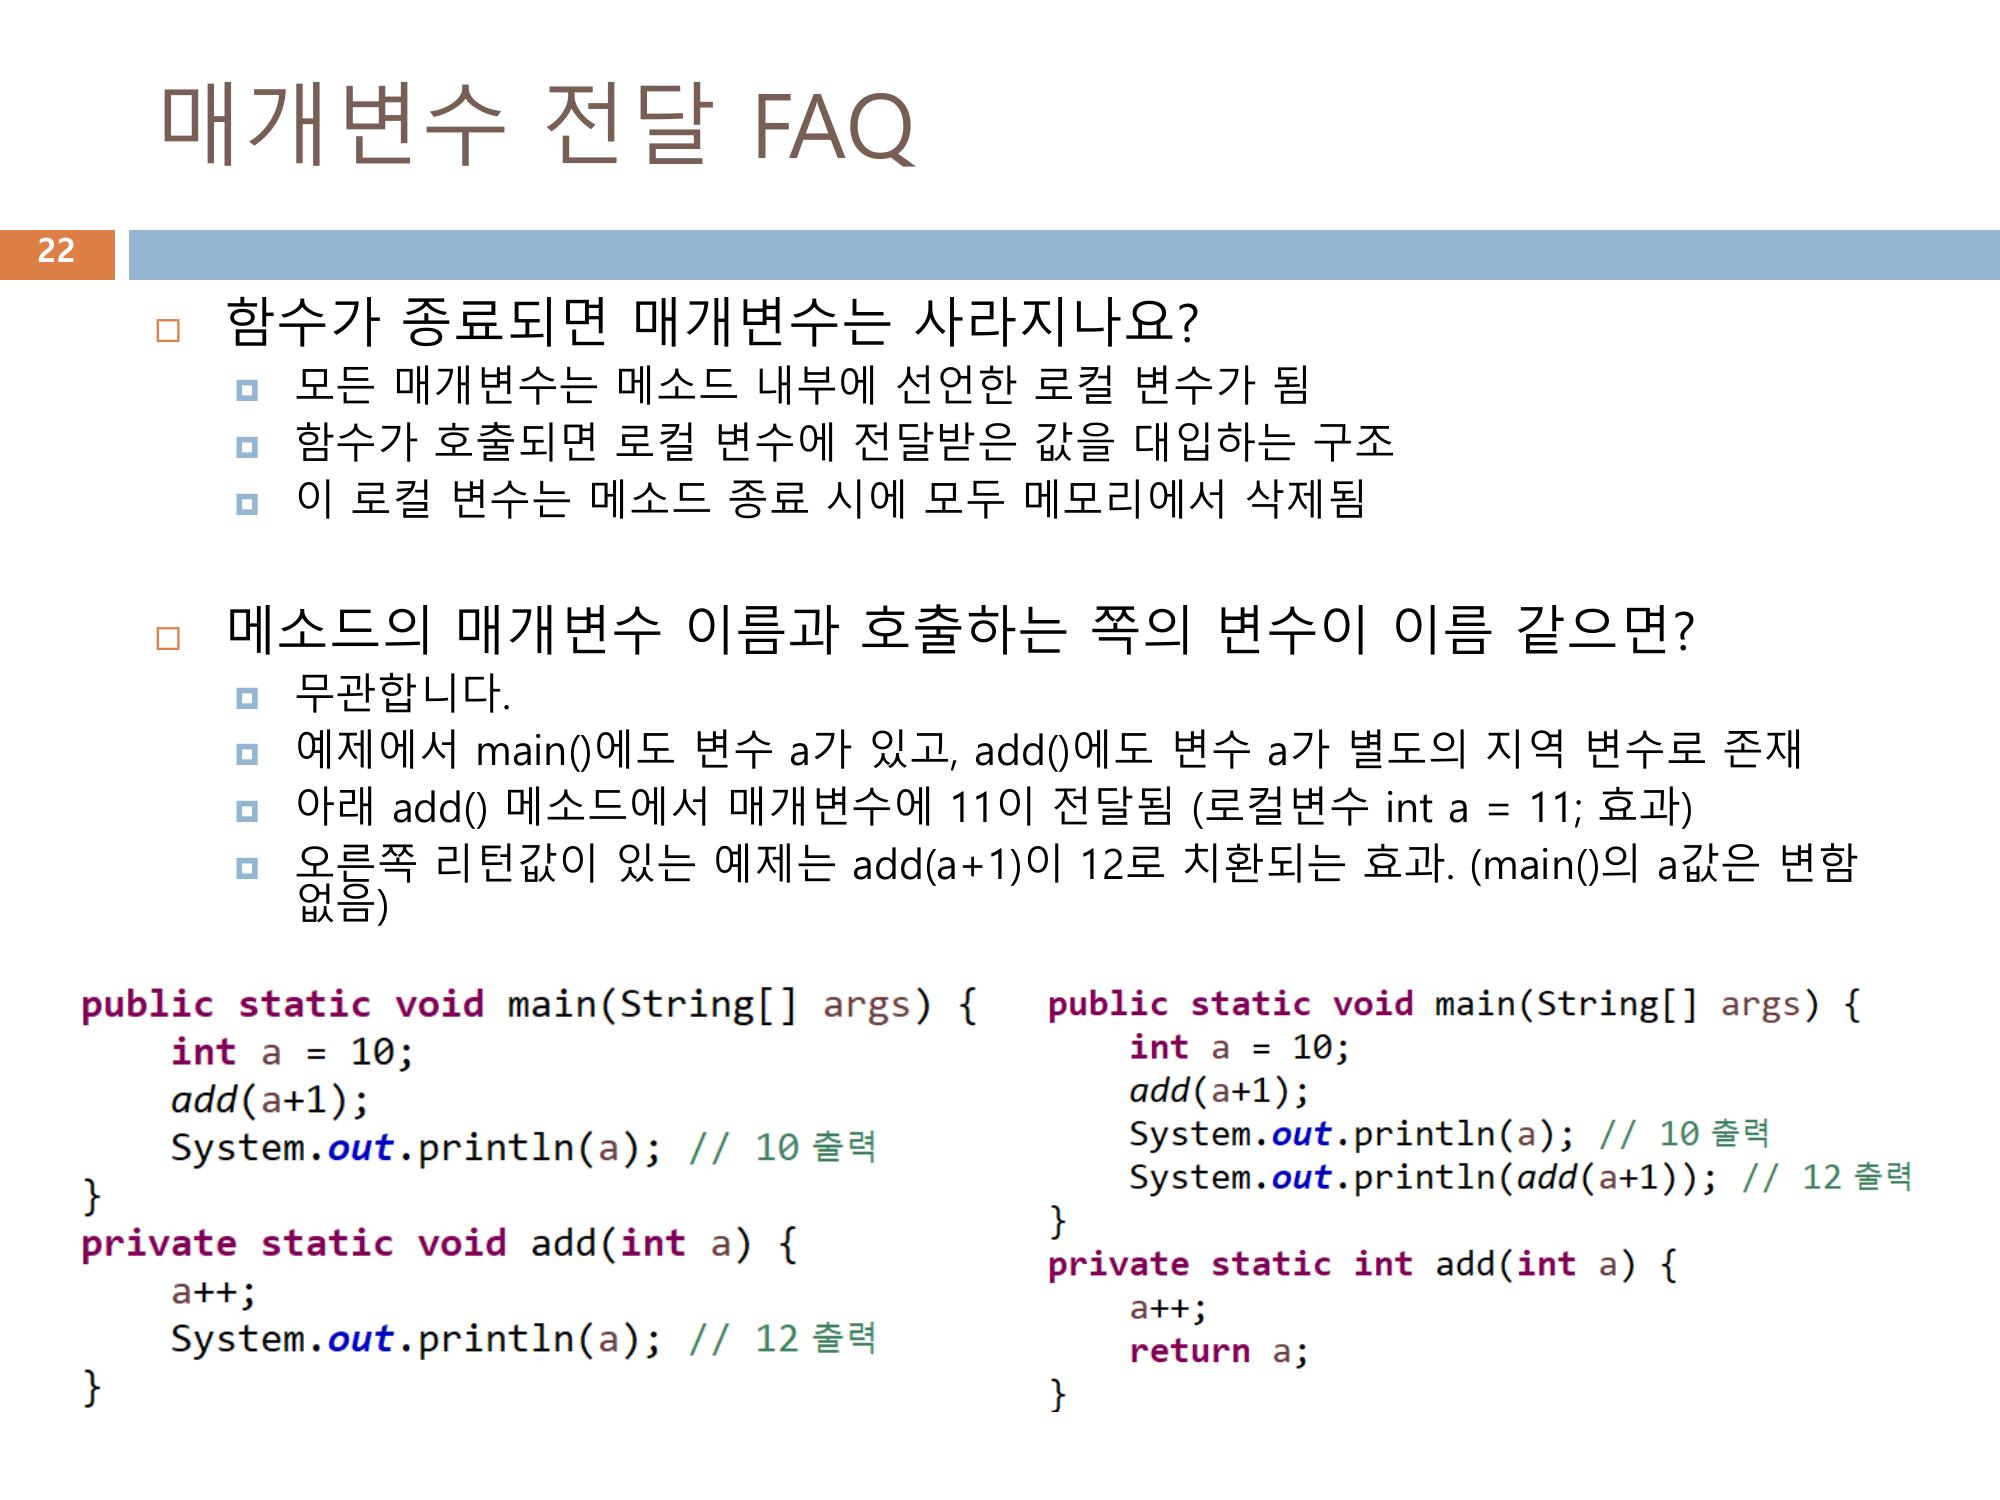 매개변수 전달 FAQ
22
함수가 종료되면 매개변수는 사라지나요?
모든 매개변수는 메소드 내부에 선언한 로컬 변수가 됨
함수가 호출되면 로컬 변수에 전달받은 값을 대입하는 구조
이 로컬 변수는 메소드 종료 시에 모두 메모리에서 삭제됨
메소드의 매개변수 이름과 호출하는 쪽의 변수이 이름 같으면?
무관합니다.
예제에서 main()에도 변수 a가 있고, add()에도 변수 a가 별도의 지역 변수로 존재
아래 add() 메소드에서 매개변수에 11이 전달됨 (로컬변수 int a = 11; 효과)
오른쪽 리턴값이 있는 예제는 add(a+1)이 12로 치환되는 효과. (main()의 a값은 변함
없음)
public static void main(String[] args) {
    int a = 10;
    add(a+1);
    System.out.println(a); // 10 출력
}
private static void add(int a) {
    a++;
    System.out.println(a); // 12 출력
}
public static void main(String[] args) {
    int a = 10;
    add(a+1);
    System.out.println(a); // 10 출력
    System.out.println(add(a+1)); // 12 출력
}
private static int add(int a) {
    a++;
    return a;
}